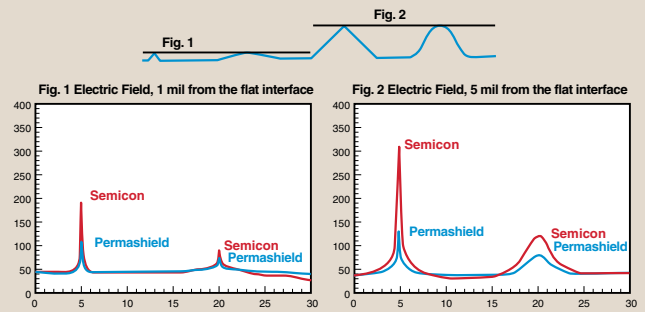 Fig. 2
Fig. 1
Fig. 1 Electric Field, 1 mil from the flat interface
400
350
300
250
200
150
100
50
0
Semicon
Permashield
Semicon
Permashield
0 5 10 15 20 25 30
Fig. 2 Electric Field, 5 mil from the flat interface
400
350
300
250
200
150
100
50
0
Semicon
Permashield
Semicon
Permashield
0 5 10 15 20 25 30